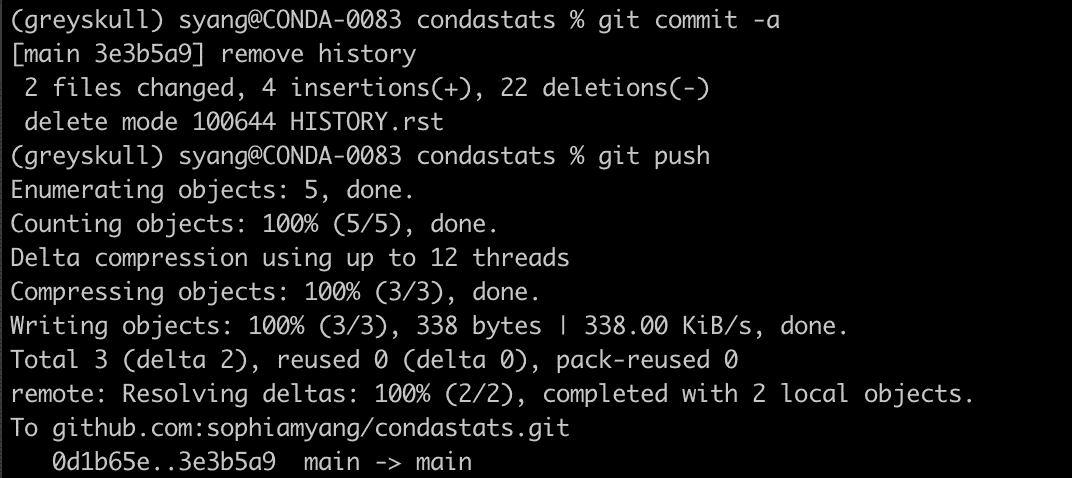 (greyskull) syang@CONDA-0083 condastats % git commit -a
[main 3e3b5a9] remove history
 2 files changed, 4 insertions(+), 22 deletions(-)
 delete mode 100644 HISTORY.rst
(greyskull) syang@CONDA-0083 condastats % git push
Enumerating objects: 5, done.
Counting objects: 100% (5/5), done.
Delta compression using up to 12 threads
Compressing objects: 100% (3/3), done.
Writing objects: 100% (3/3), 338 bytes | 338.00 KiB/s, done.
Total 3 (delta 2), reused 0 (delta 0), pack-reused 0
remote: Resolving deltas: 100% (2/2), completed with 2 local objects.
To github.com:sophiamyang/condastats.git
   0d1b65e..3e3b5a9  main -> main